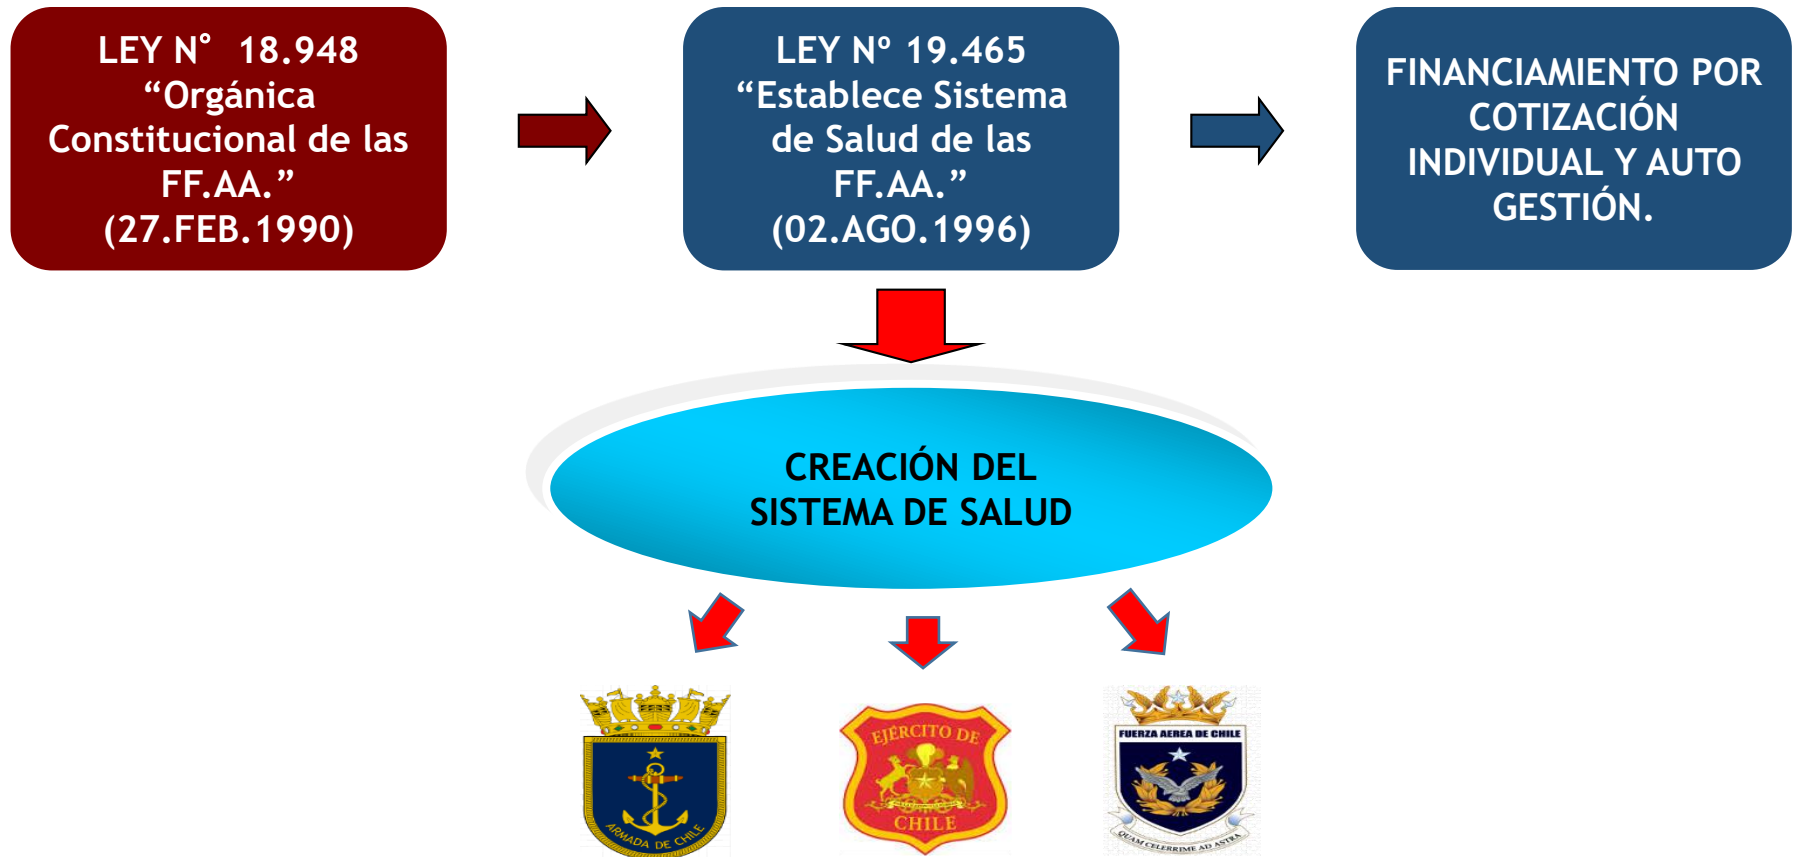 LEY N° 18.948
“Orgánica
Constitucional de las
FF.AA.”
(27.FEB.1990)
LEY Nº 19.465
“Establece Sistema
de Salud de las
FF.AA.”
(02.AGO.1996)
FINANCIAMIENTO POR
COTIZACIÓN
INDIVIDUAL Y AUTO
GESTIÓN.
CREACIÓN DEL
SISTEMA DE SALUD
ARMADA DE CHILE
EJÉRCITO DE
CHILE
FUERZA AEREA DE CHILE
QUAM CELERRIME AD ASTRA